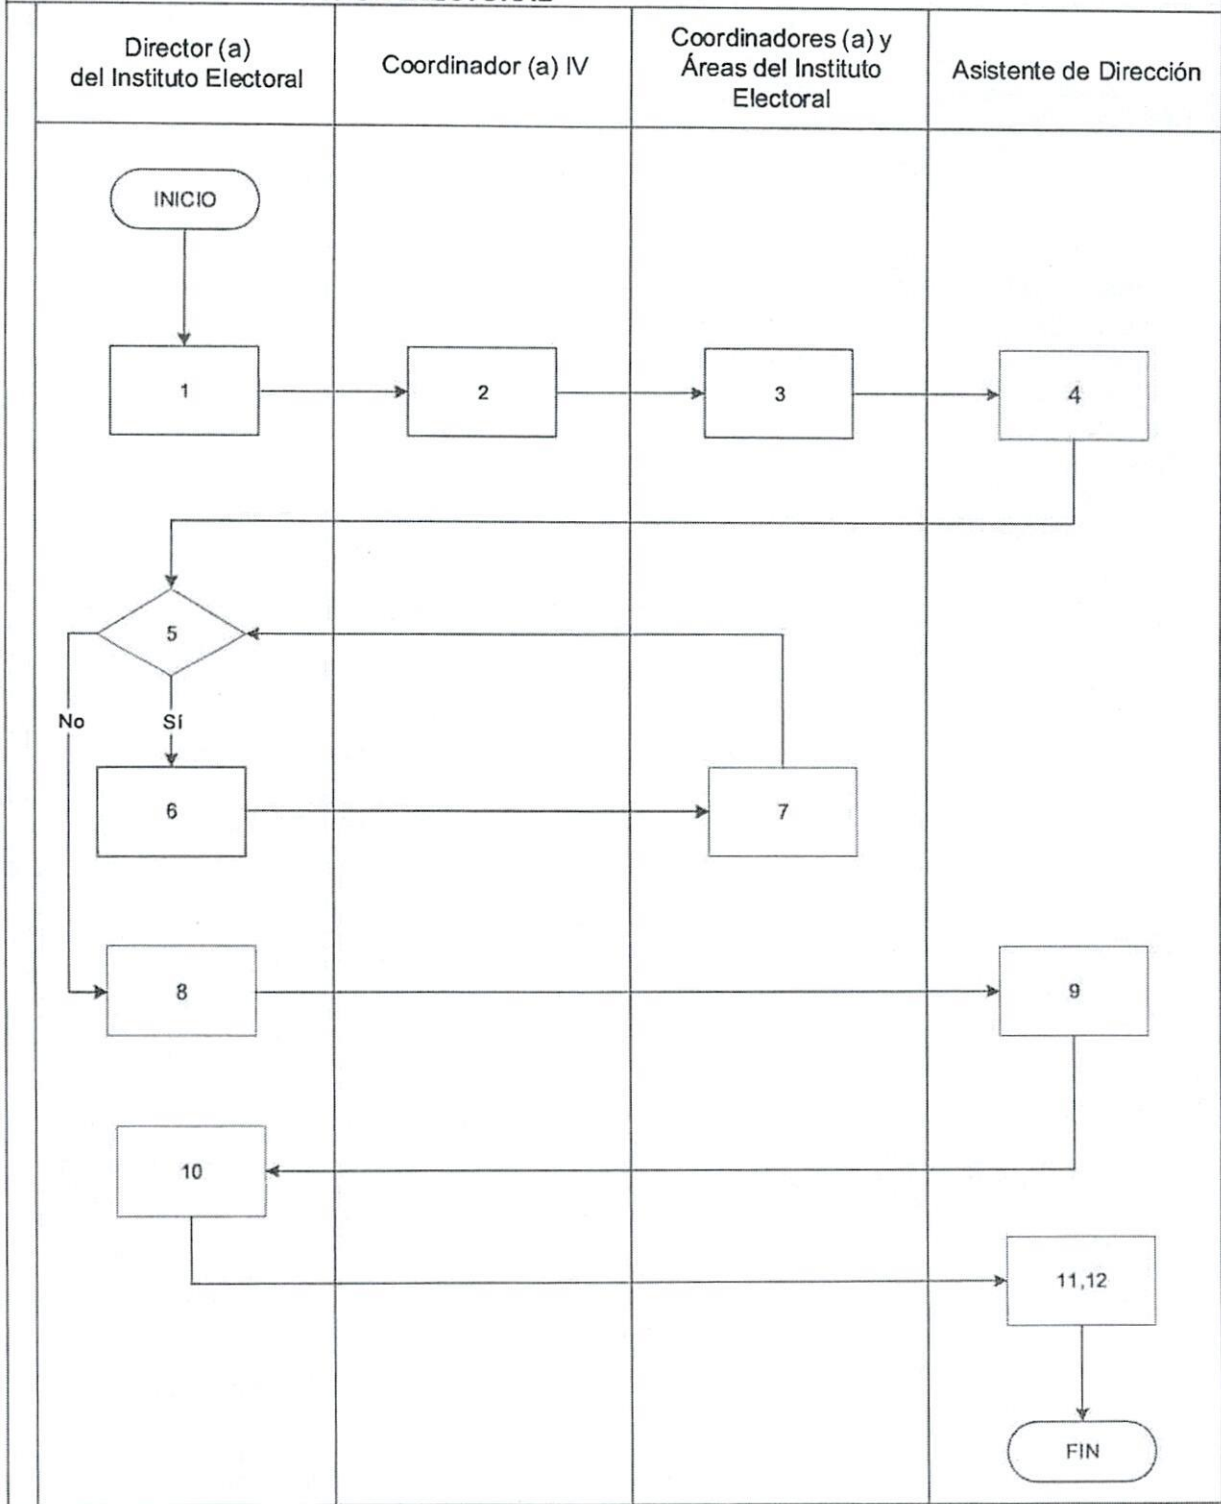 Director (a)
del Instituto Electoral
Coordinador (a) IV
Coordinadores (a) y
Áreas del Instituto
Electoral
Asistente de Dirección
INICIO
1
2
3
4
5
No
Sí
6
7
8
9
10
11,12
FIN